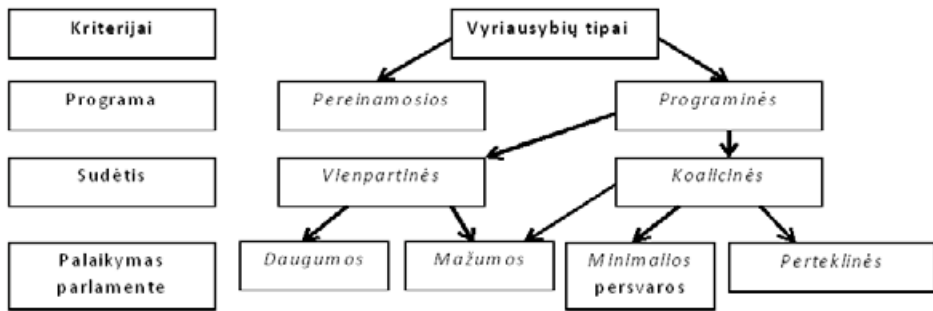 Kriterijai
Vyriausybių tipai
Programa
Pereinamosios
Programinės
Sudėtis
Vienpartinės
Koalicinės
Palaikymas
parlamente
Daugumos
Mažumos
Minimalios
persvaros
Perteklinės